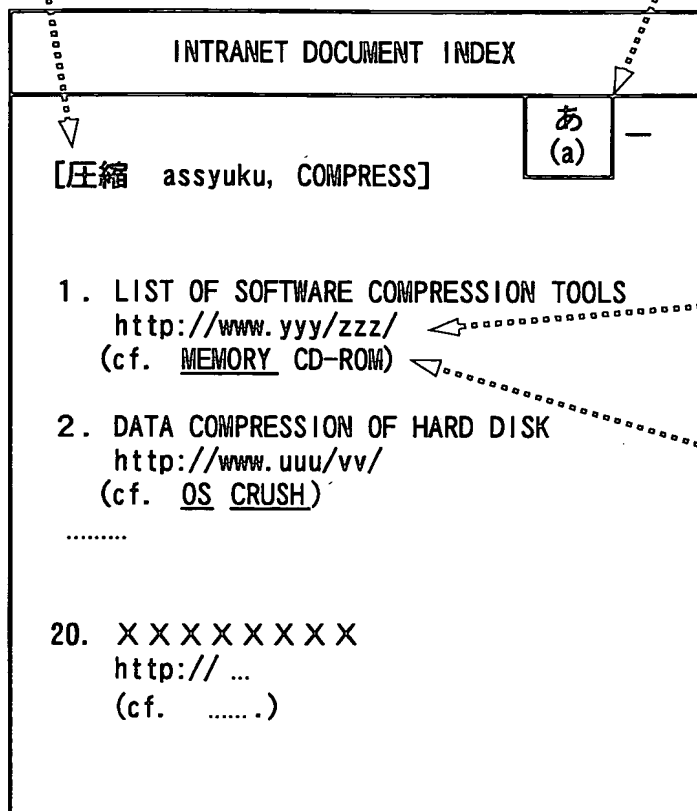 INTRANET DOCUMENT INDEX
あ
(a)
[圧縮 assyuku, COMPRESS]
1. LIST OF SOFTWARE COMPRESSION TOOLS
http://www.yyy/zzz/
(cf. MEMORY CD-ROM)
2. DATA COMPRESSION OF HARD DISK
http://www.uuu/vv/
(cf. OS CRUSH)
.........
20. XXXXXXXX
http:// …
(cf. …….)